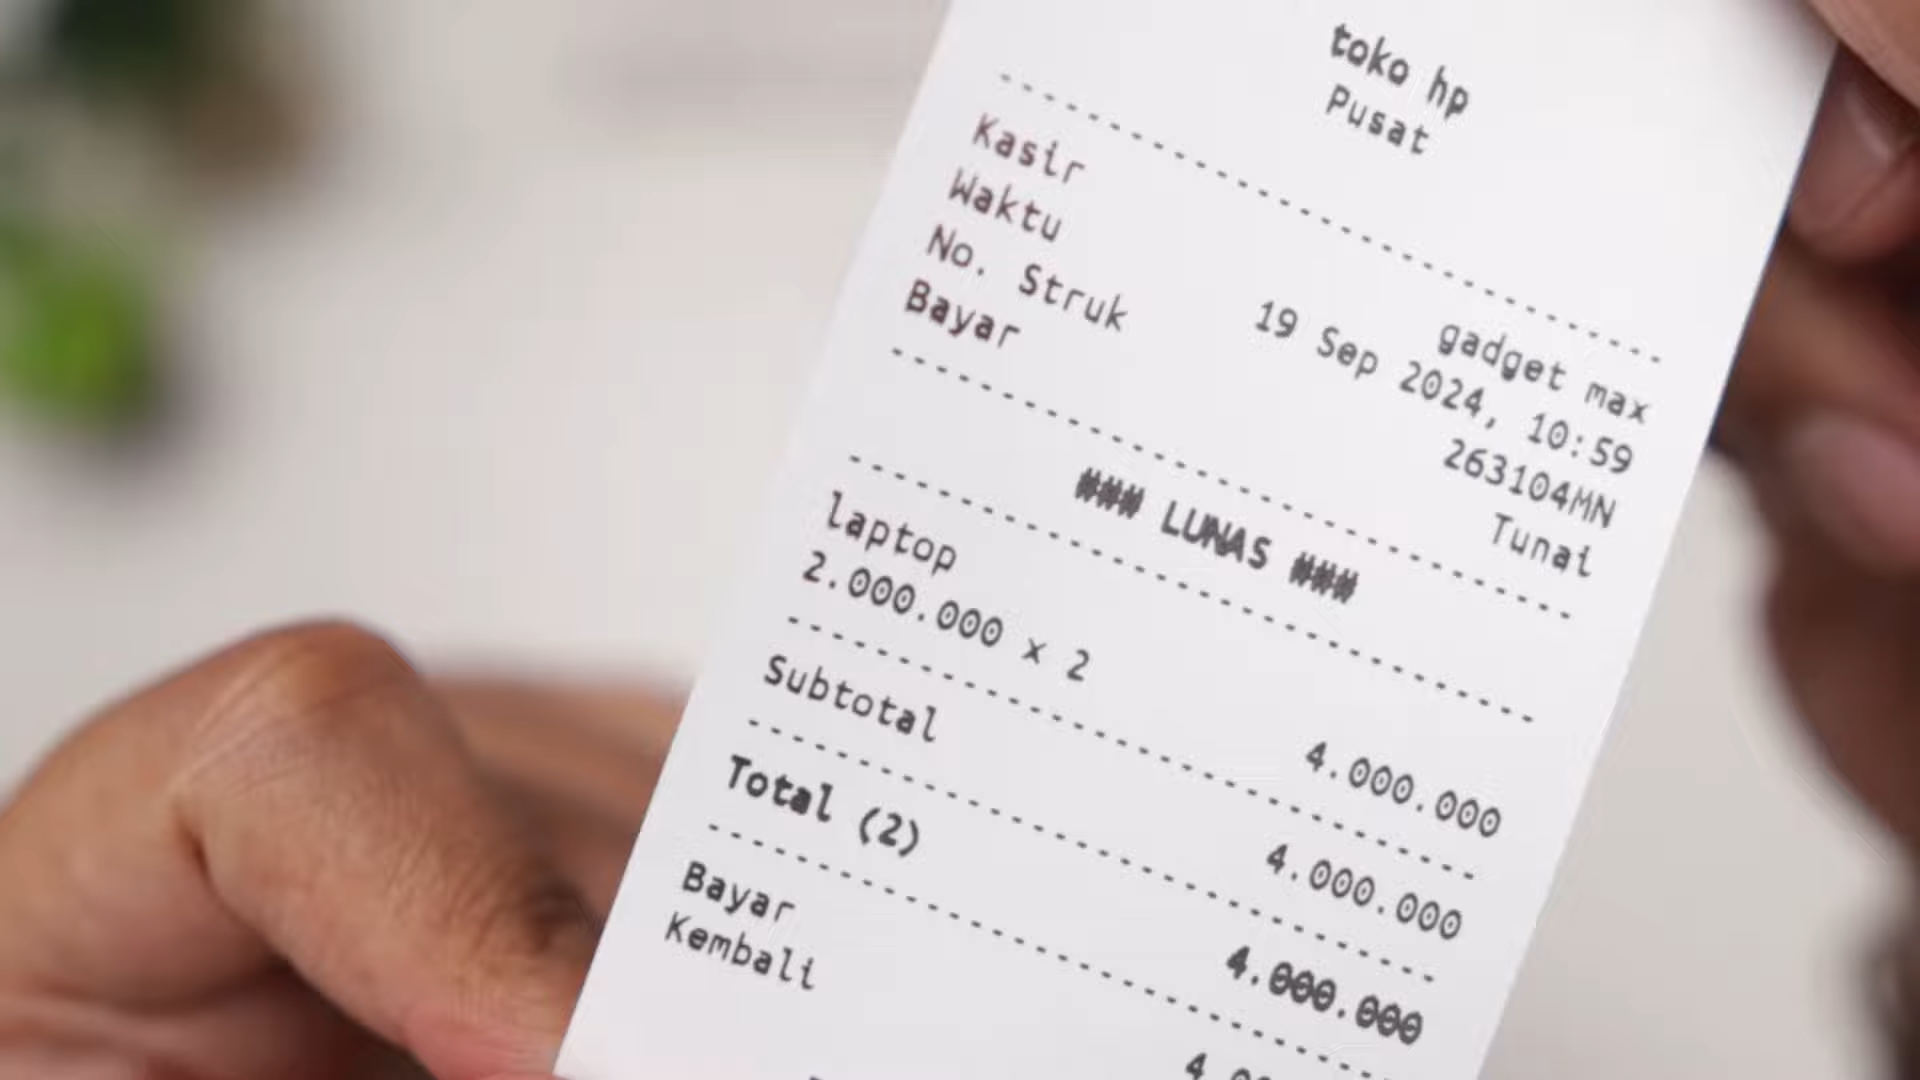 toko hp
Pusat
Kasir gadget max
Waktu 19 Sep 2024, 10:59
No. Struk 263104MN
Bayar Tunai
### LUNAS ###
laptop
2.000.000 x 2 4.000.000
Subtotal 4.000.000
Total (2) 4.000.000
Bayar
Kembali